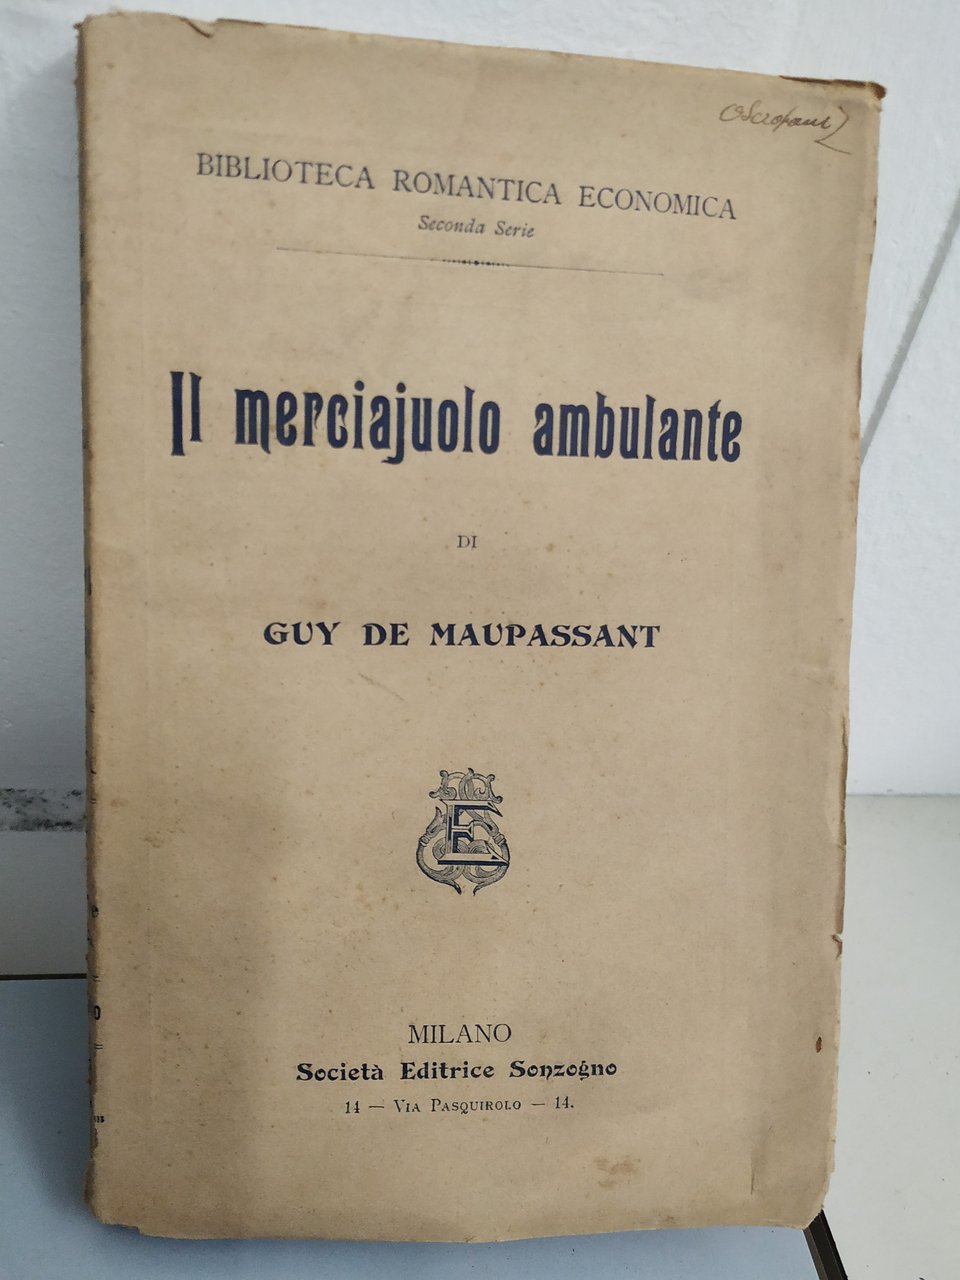 BIBLIOTECA ROMANTICA ECONOMICA
Seconda Serie
Il merciajuolo ambulante
DI
GUY DE MAUPASSANT
E
MILANO
Società Editrice Sonzogno
14 — VIA PASQUIROLO — 14.